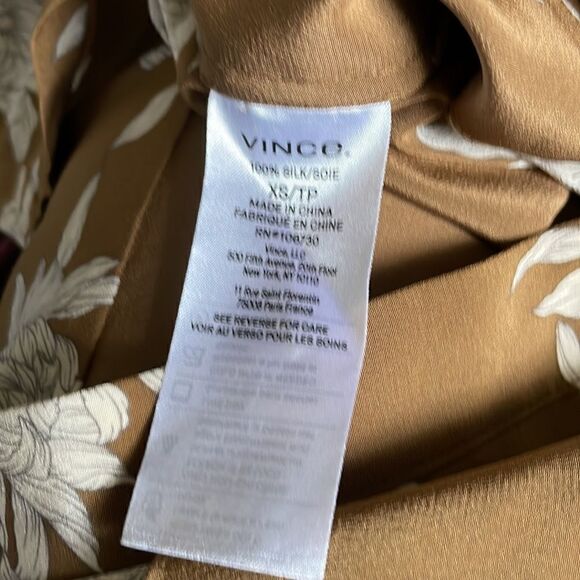 VINCE.
100% SILK/SOIE
XS/TP
MADE IN CHINA
FABRIQUÉ EN CHINE
RN#106730
Vince, LLC
500 Fifth Avenue, 20th Floor
New York, NY 10110
11 Rue Saint Florentin,
75008 Paris France
SEE REVERSE FOR CARE
VOIR AU VERSO POUR LES SOINS